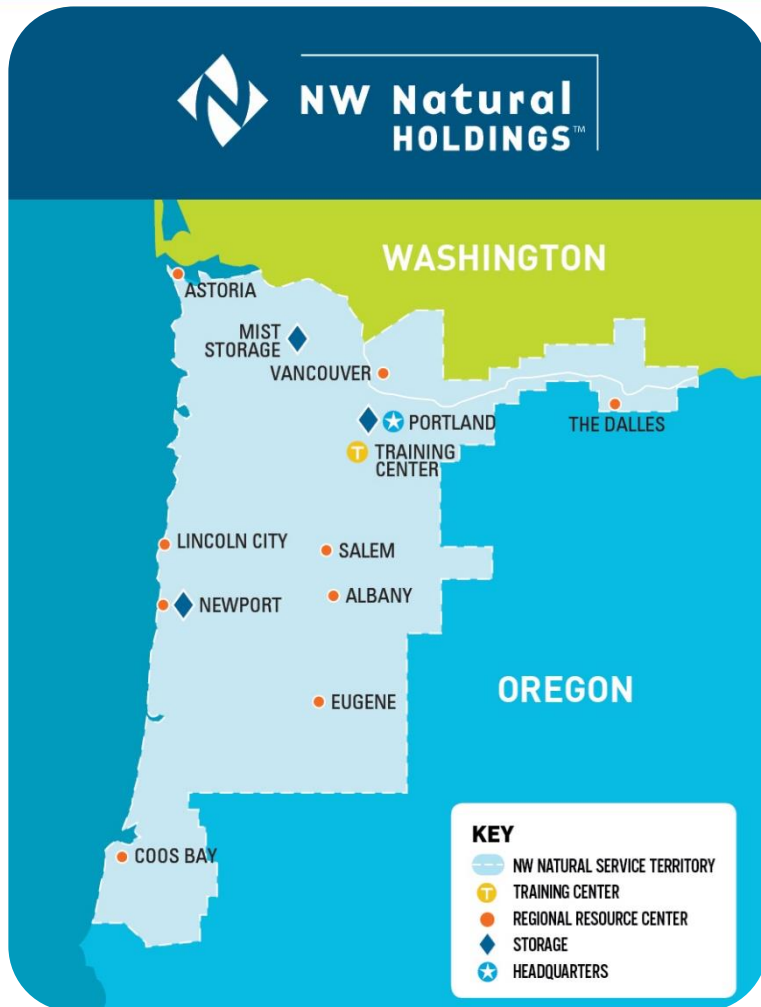 NW Natural
HOLDINGS™
WASHINGTON
ASTORIA
MIST
STORAGE
VANCOUVER
PORTLAND
THE DALLES
TRAINING
CENTER
LINCOLN CITY
SALEM
ALBANY
NEWPORT
EUGENE
OREGON
COOS BAY
KEY
NW NATURAL SERVICE TERRITORY
T TRAINING CENTER
REGIONAL RESOURCE CENTER
STORAGE
HEADQUARTERS